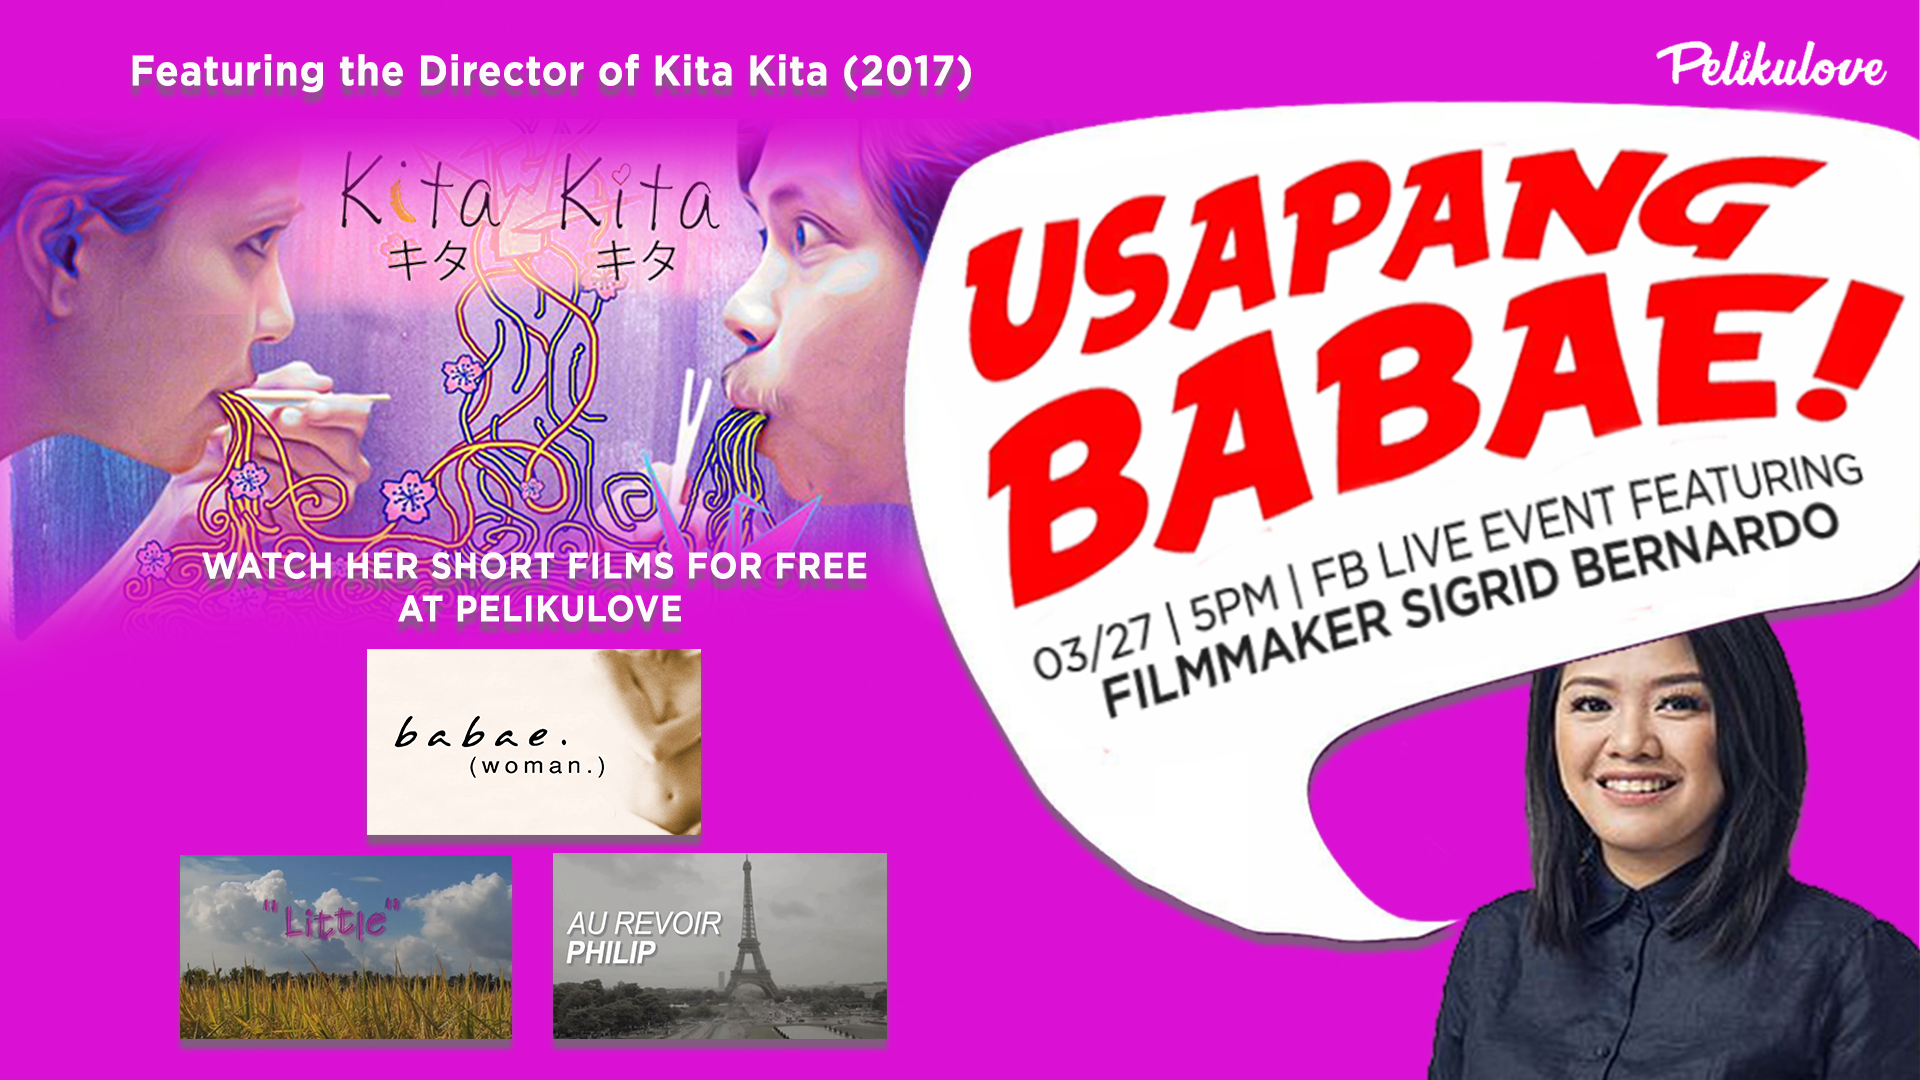 Featuring the Director of Kita Kita (2017)
Pelikulove
Kita Kita
キタ キタ
USAPANG
BABAE!
03/27 | 5PM | FB LIVE EVENT FEATURING
FILMMAKER SIGRID BERNARDO
WATCH HER SHORT FILMS FOR FREE
AT PELIKULOVE
babae.
(woman.)
"Little"
AU REVOIR
PHILIP